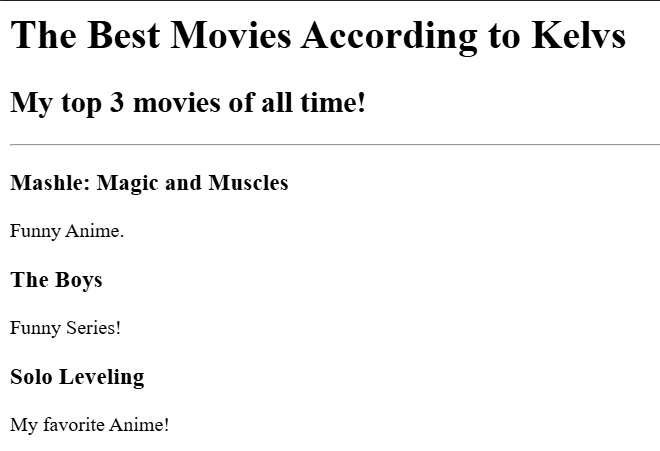 The Best Movies According to Kelvs
My top 3 movies of all time!
Mashle: Magic and Muscles
Funny Anime.
The Boys
Funny Series!
Solo Leveling
My favorite Anime!